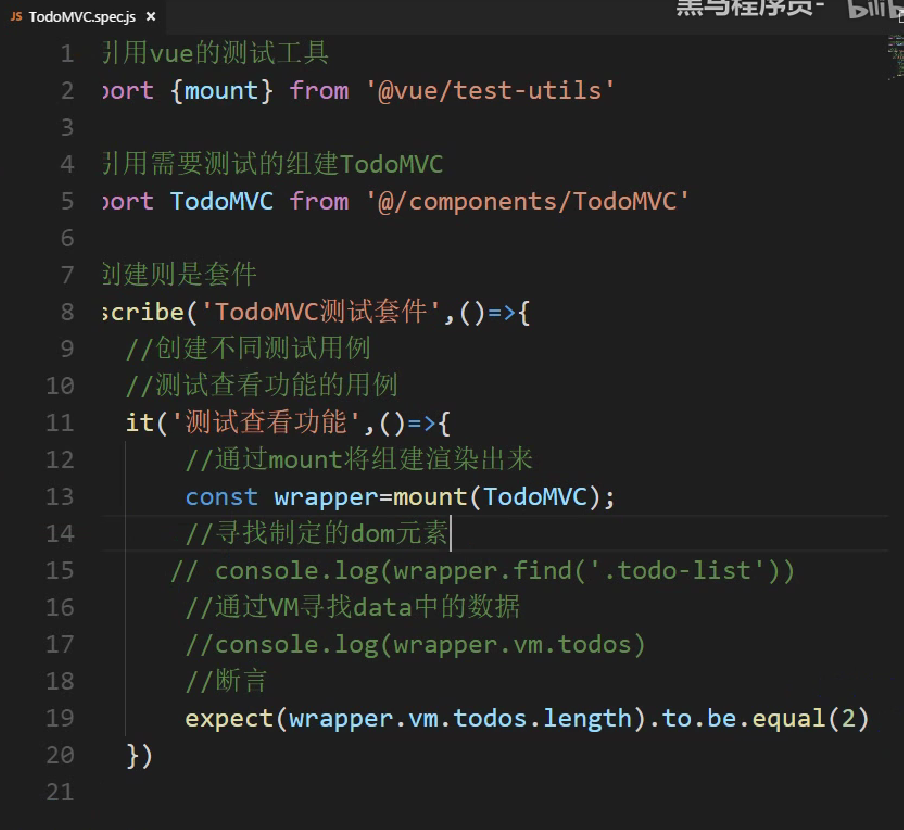 JS TodoMVC.spec.js ×
黑马程序员-
1 引用vue的测试工具
2 port {mount} from '@vue/test-utils'
3
4 引用需要测试的组建TodoMVC
5 port TodoMVC from '@/components/TodoMVC'
6
7 创建则是套件
8 scribe('TodoMVC测试套件',()=>{
9 //创建不同测试用例
10 //测试查看功能的用例
11 it('测试查看功能',()=>{
12 //通过mount将组建渲染出来
13 const wrapper=mount(TodoMVC);
14 //寻找制定的dom元素
15 // console.log(wrapper.find('.todo-list'))
16 //通过VM寻找data中的数据
17 //console.log(wrapper.vm.todos)
18 //断言
19 expect(wrapper.vm.todos.length).to.be.equal(2)
20 })
21